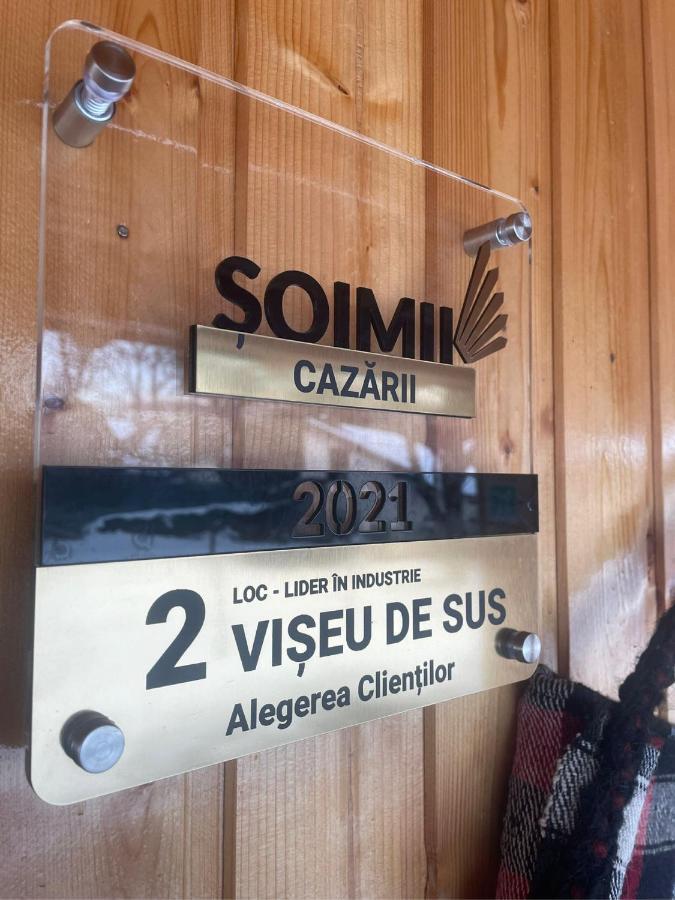 ȘOIMII
CAZĂRII
2021
2
LOC - LIDER ÎN INDUSTRIE
VIȘEU DE SUS
Alegerea Clienților